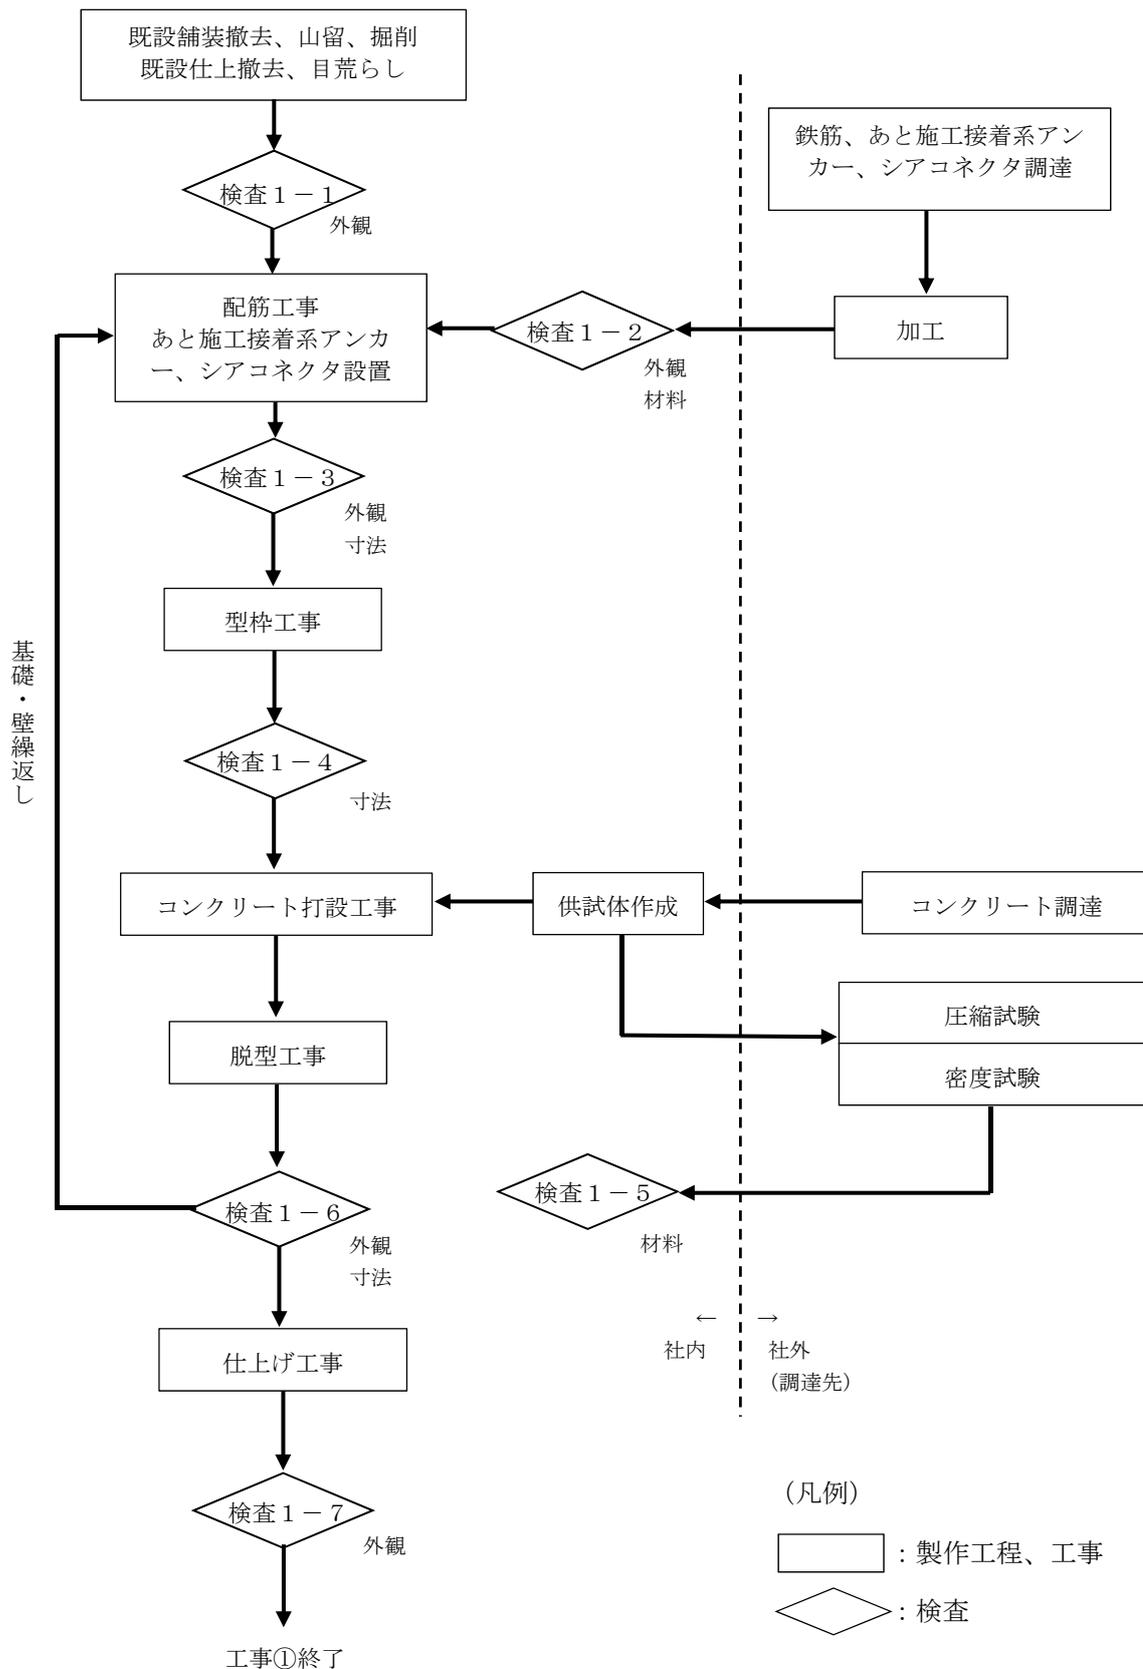 既設舗装撤去、山留、掘削
既設仕上撤去、目荒らし
検査１－１
外観
鉄筋、あと施工接着系アン
カー、シアコネクタ調達
加工
検査１－２
外観
材料
配筋工事
あと施工接着系アンカ
ー、シアコネクタ設置
検査１－３
外観
寸法
型枠工事
基礎・壁繰返し
検査１－４
寸法
コンクリート打設工事
供試体作成
コンクリート調達
圧縮試験
密度試験
脱型工事
検査１－５
材料
検査１－６
外観
寸法
← →
社内 社外
（調達先）
仕上げ工事
検査１－７
外観
工事①終了
（凡例）
：製作工程、工事
：検査